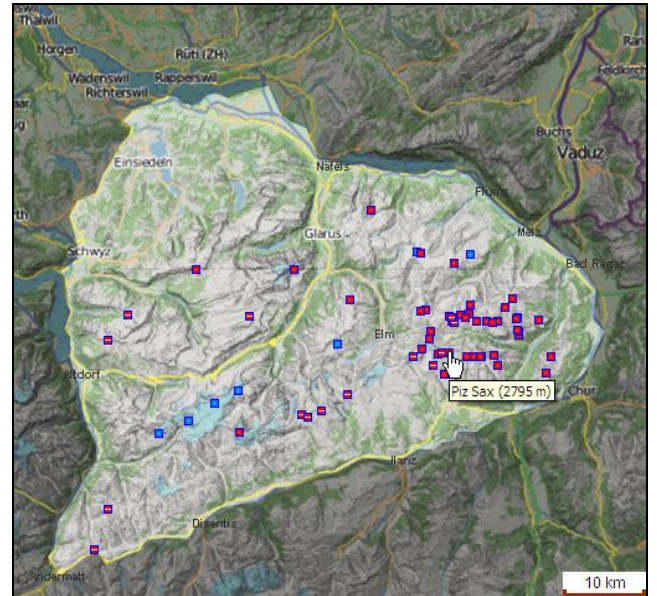 Thalwil
Horgen
Rüti (ZH)
Wädenswil
Rapperswil
Richterswil
Feldkirch
Buchs
Vaduz
Einsiedeln
Näfels
Flums
Glarus
Mels
Schwyz
Bad Ragaz
Elm
Altdorf
Piz Sax (2795 m)
Chur
Ilanz
Disentis
Andermatt
10 km